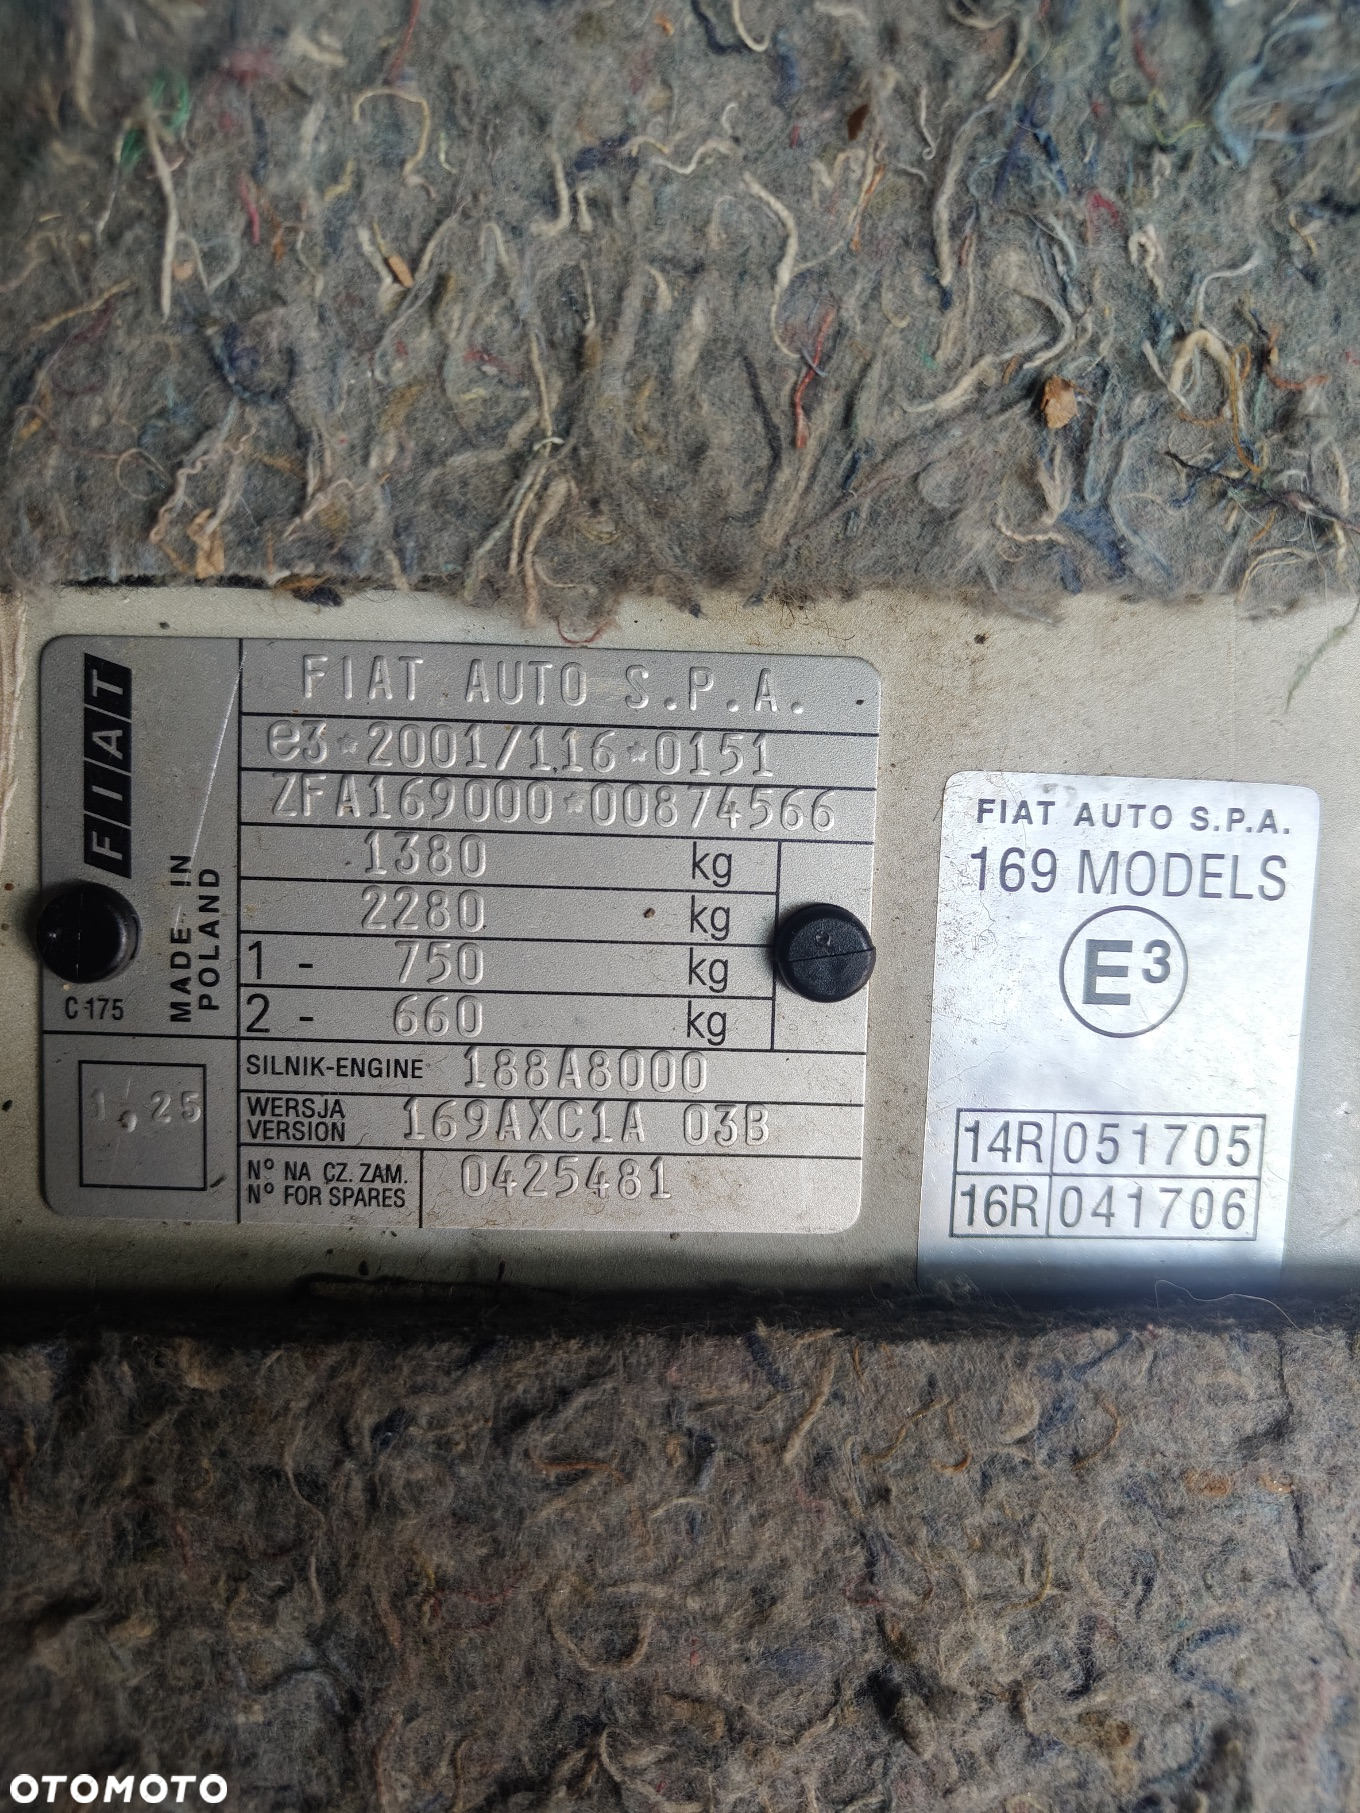 FIAT
MADE IN
POLAND
C 175
1,25
FIAT AUTO S.P.A.
e3*2001/116*0151
ZFA169000*00874566
1380 kg
2280 kg
1 - 750 kg
2 - 660 kg
SILNIK-ENGINE 188A8000
WERSJA
VERSION 169AXC1A 03B
N° NA CZ. ZAM.
N° FOR SPARES 0425481
FIAT AUTO S.P.A.
169 MODELS
E3
14R 051705
16R 041706
OTOMOTO